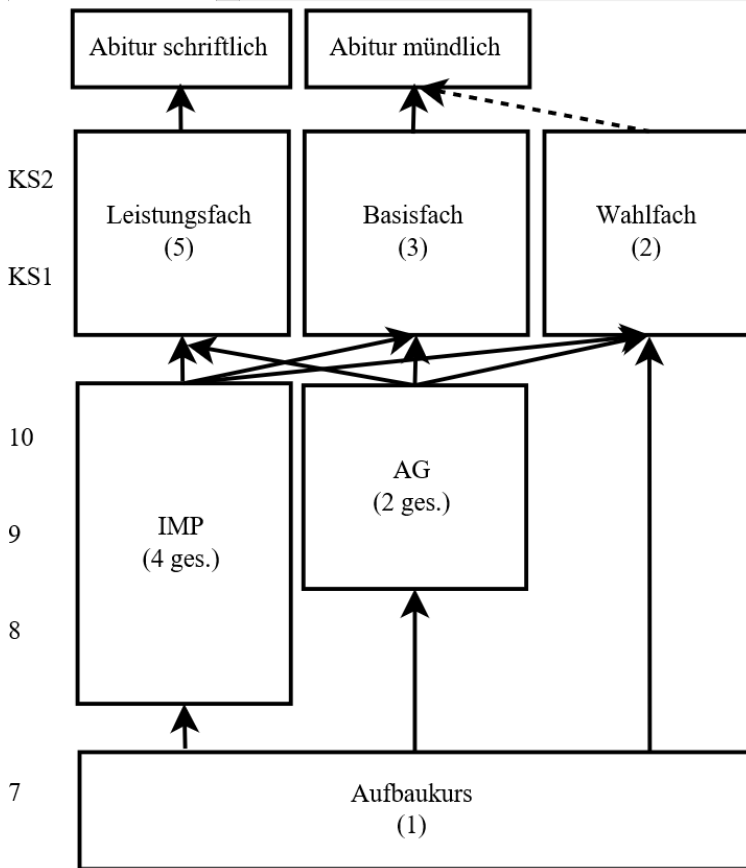 Abitur schriftlich
Abitur mündlich
KS2
Leistungsfach
(5)
Basisfach
(3)
Wahlfach
(2)
KS1
10
AG
(2 ges.)
IMP
(4 ges.)
9
8
7
Aufbaukurs
(1)